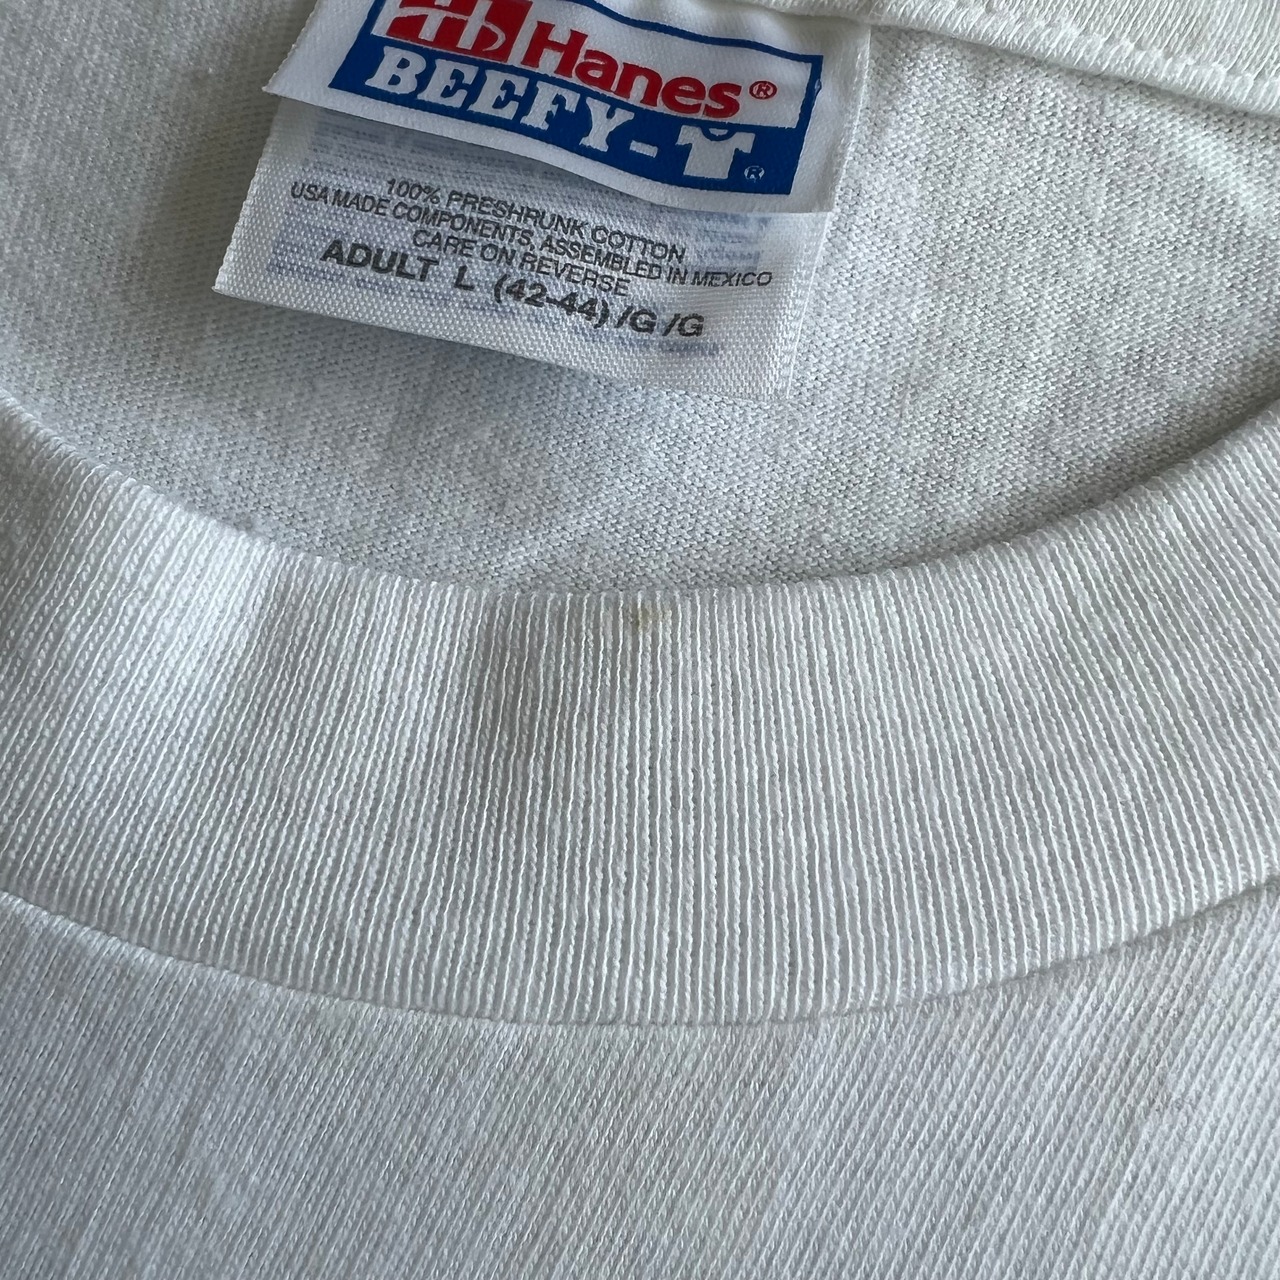 Hanes®
BEEFY-T®
100% PRESHRUNK COTTON
USA MADE COMPONENTS, ASSEMBLED IN MEXICO
CARE ON REVERSE
ADULT L (42-44) /G /G